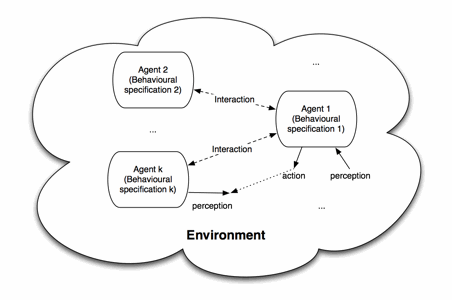 Agent 2
(Behavioural
specification 2)
...
Interaction
Agent 1
(Behavioural
specification 1)
...
Interaction
Agent k
(Behavioural
specification k)
action
perception
perception
...
Environment